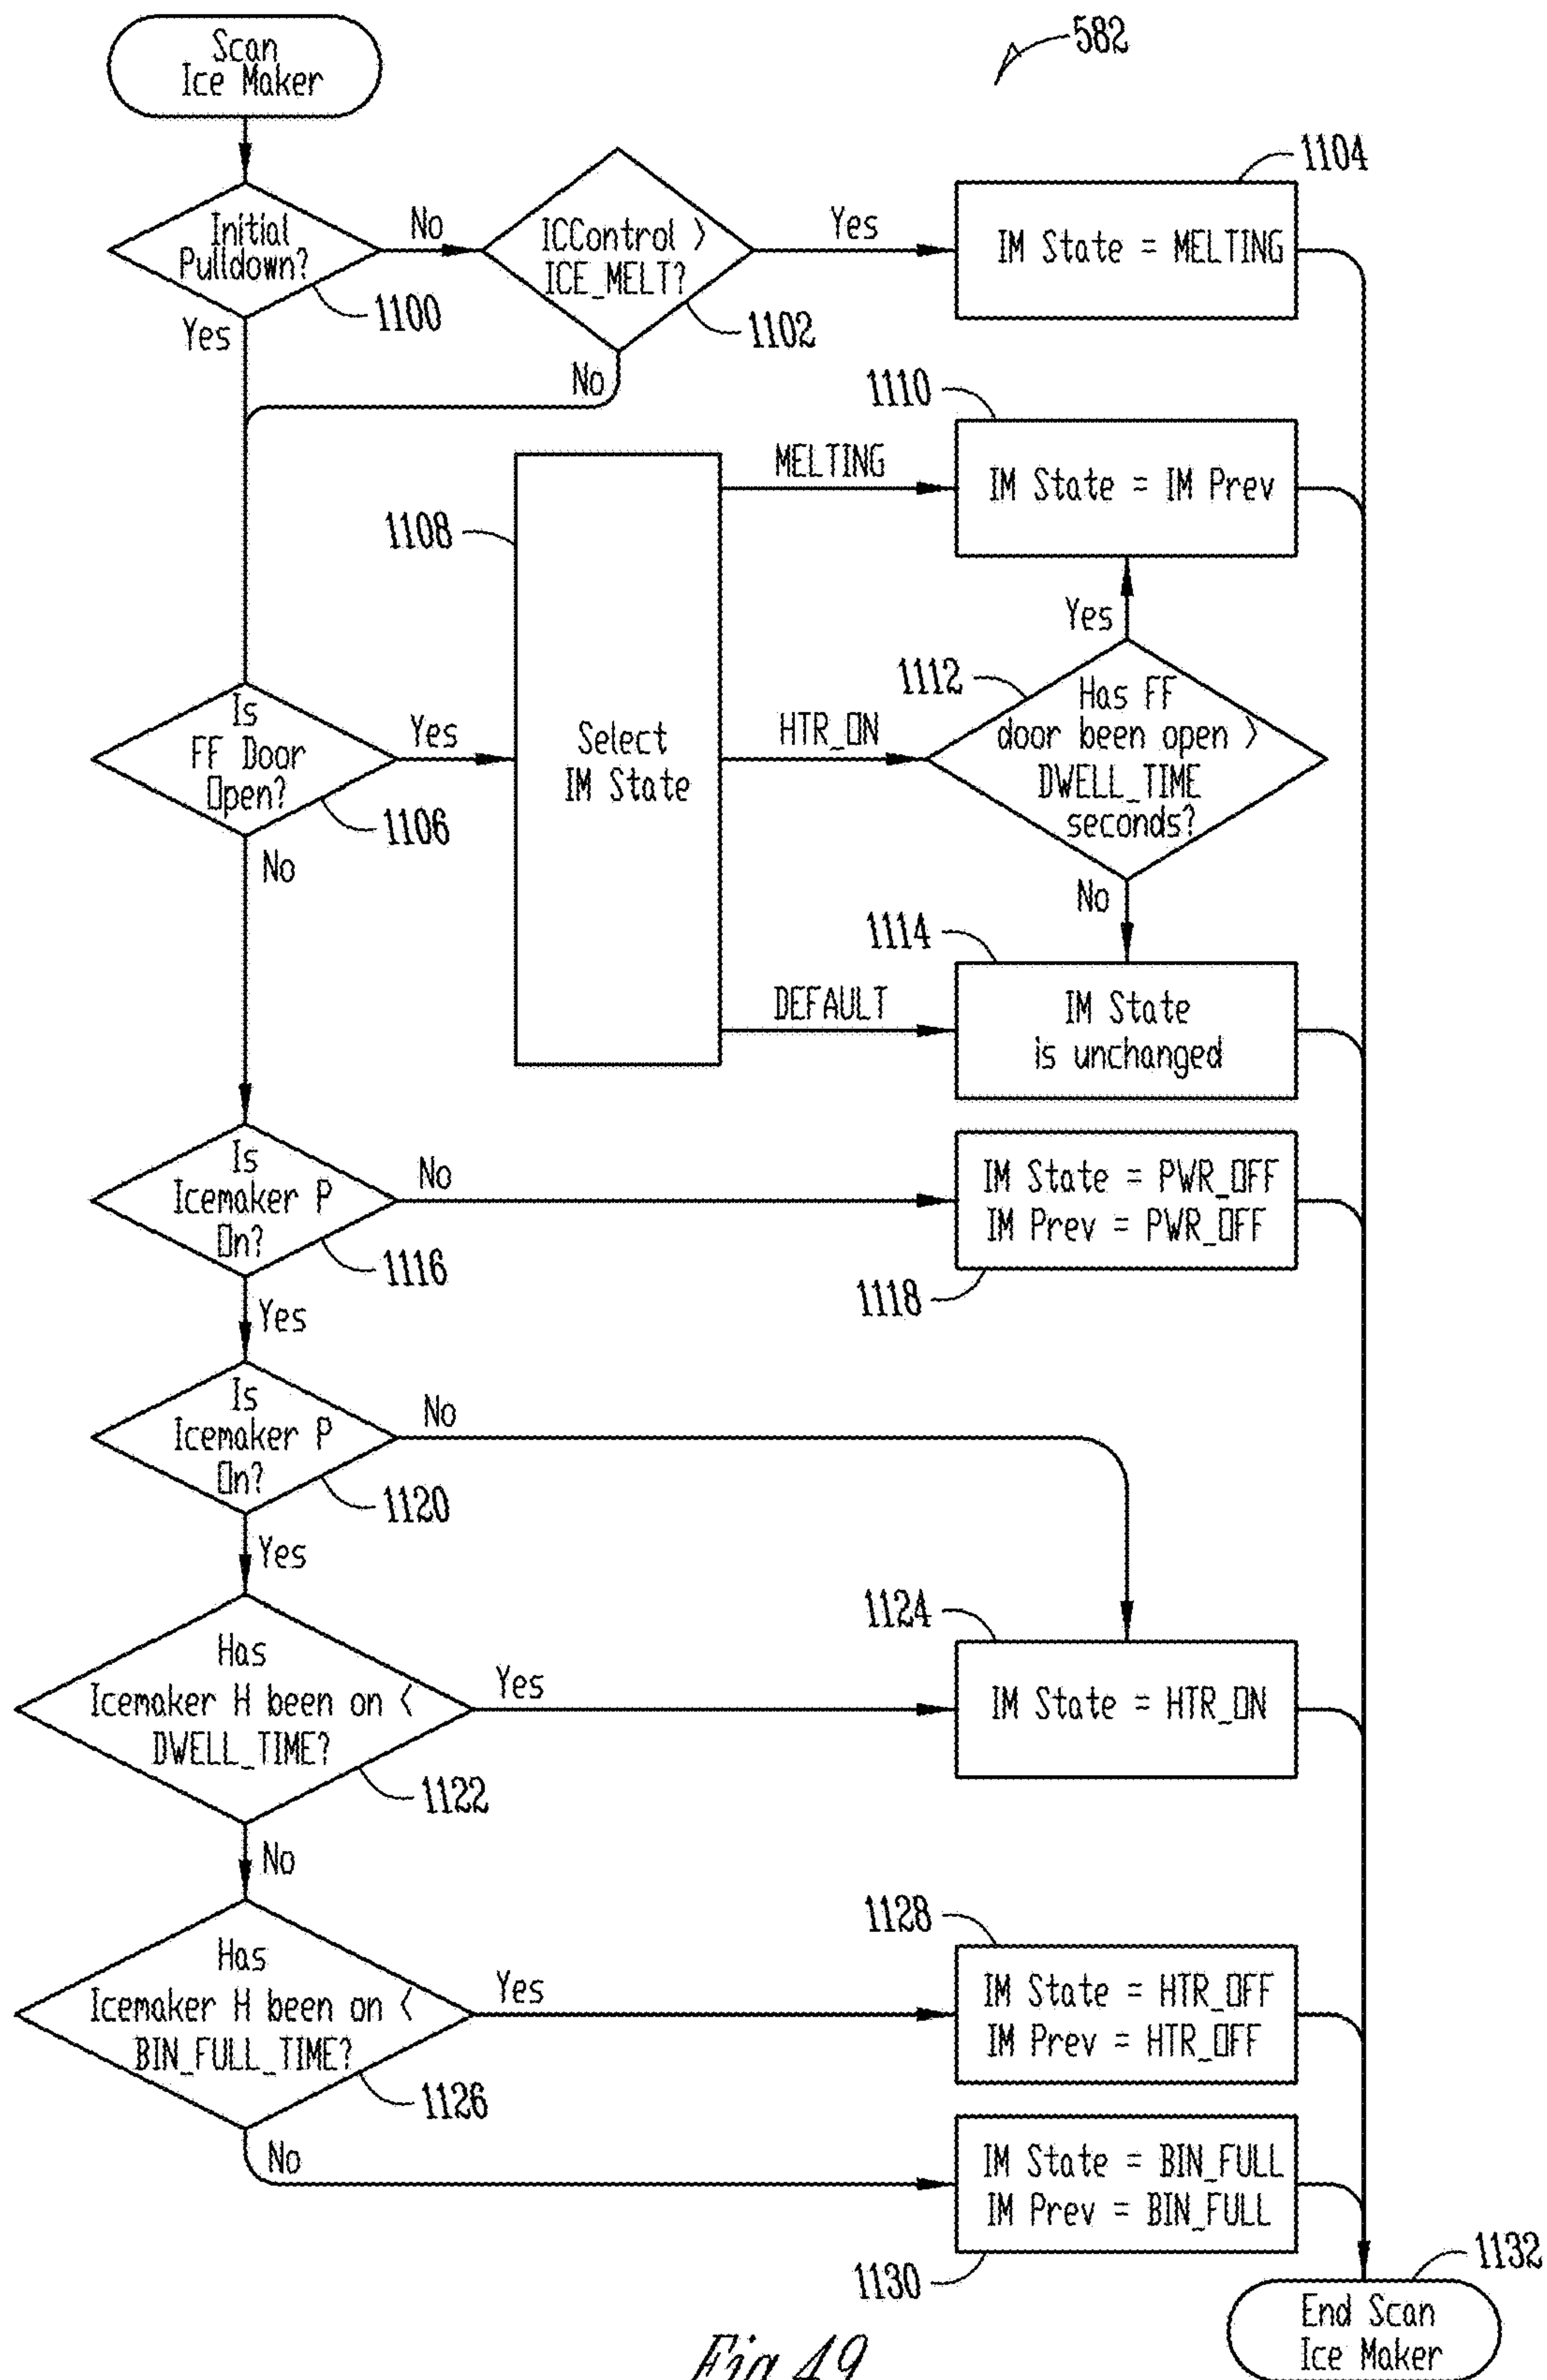 Scan
Ice Maker
582
Initial
Pulldown?
1100
No
Yes
ICControl >
ICE_MELT?
1102
Yes
No
1104
IM State = MELTING
1110
IM State = IM Prev
MELTING
1108
Select
IM State
Yes
1112
Has FF
door been open >
DWELL_TIME
seconds?
HTR_ON
Is
FF Door
Open?
1106
Yes
No
No
1114
IM State
is unchanged
DEFAULT
Is
Icemaker P
On?
1116
No
Yes
IM State = PWR_OFF
IM Prev = PWR_OFF
1118
Is
Icemaker P
On?
1120
No
Yes
1124
IM State = HTR_ON
Has
Icemaker H been on <
DWELL_TIME?
1122
Yes
No
1128
IM State = HTR_OFF
IM Prev = HTR_OFF
Has
Icemaker H been on <
BIN_FULL_TIME?
1126
Yes
No
IM State = BIN_FULL
IM Prev = BIN_FULL
1130
1132
End Scan
Ice Maker
Fig.49